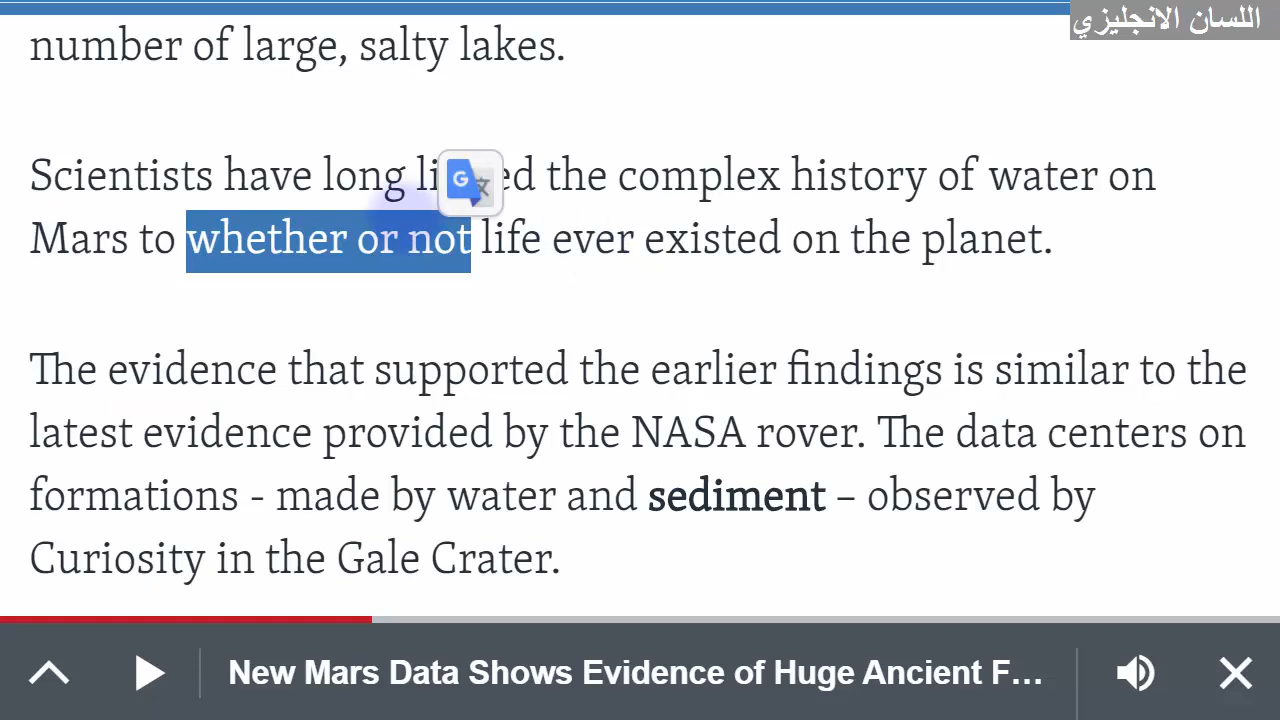 اللسان الانجليزي
number of large, salty lakes.
Scientists have long li ed the complex history of water on
Mars to whether or not life ever existed on the planet.
The evidence that supported the earlier findings is similar to the
latest evidence provided by the NASA rover. The data centers on
formations - made by water and sediment – observed by
Curiosity in the Gale Crater.
New Mars Data Shows Evidence of Huge Ancient F...